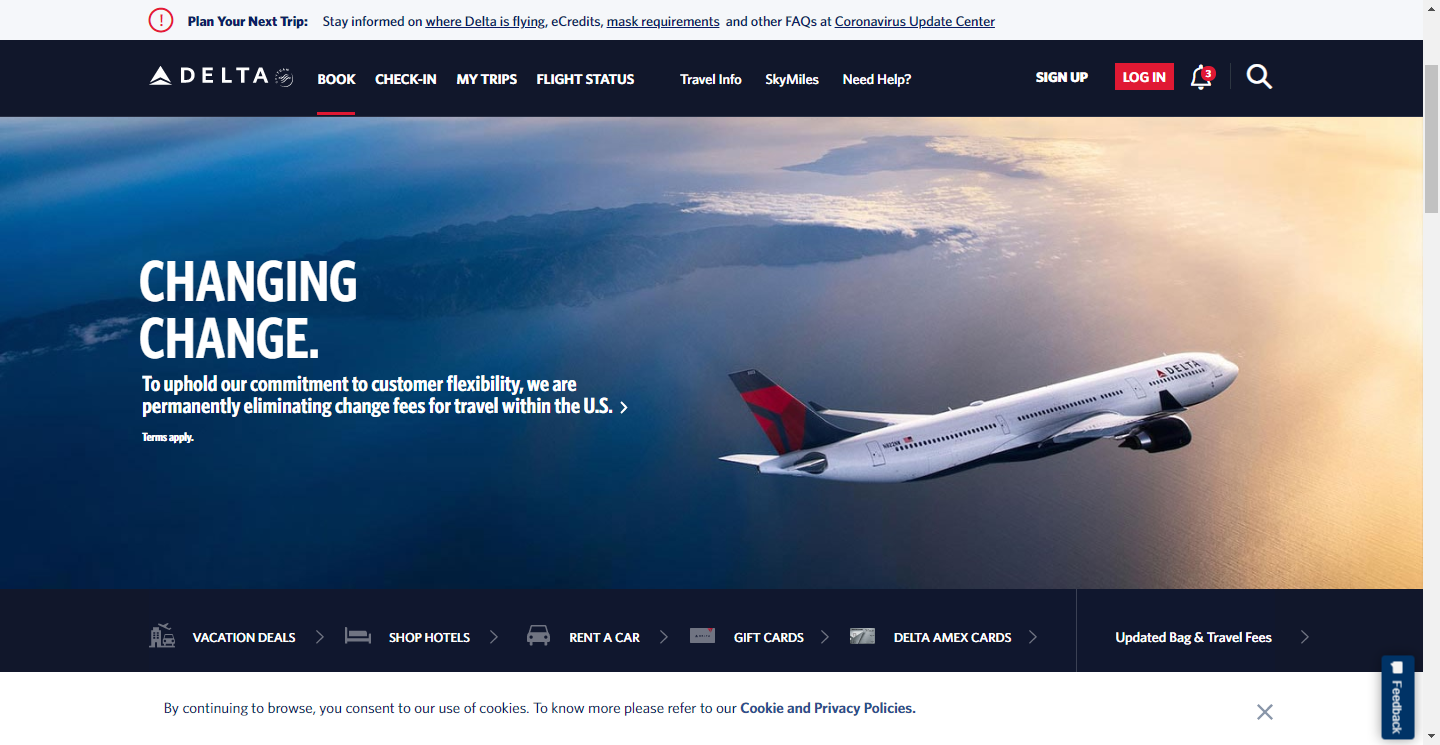 Plan Your Next Trip: Stay informed on where Delta is flying, eCredits, mask requirements and other FAQs at Coronavirus Update Center
DELTA BOOK CHECK-IN MY TRIPS FLIGHT STATUS Travel Info SkyMiles Need Help? SIGN UP LOG IN 3
CHANGING
CHANGE.
To uphold our commitment to customer flexibility, we are
permanently eliminating change fees for travel within the U.S.
Terms apply.
DELTA
VACATION DEALS SHOP HOTELS RENT A CAR GIFT CARDS DELTA AMEX CARDS Updated Bag & Travel Fees
Feedback
By continuing to browse, you consent to our use of cookies. To know more please refer to our Cookie and Privacy Policies.